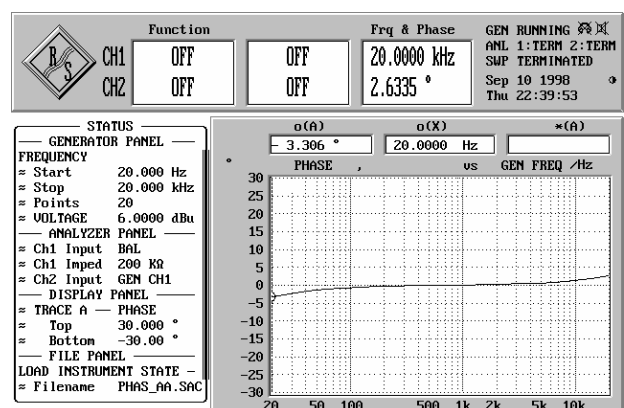 Function Frq & Phase GEN RUNNING
R&S CH1 OFF OFF 20.0000 kHz ANL 1:TERM 2:TERM
SWP TERMINATED
CH2 OFF OFF 2.6335 ° Sep 10 1998
Thu 22:39:53
STATUS
GENERATOR PANEL
FREQUENCY
≈ Start 20.000 Hz
≈ Stop 20.000 kHz
≈ Points 20
≈ VOLTAGE 6.0000 dBu
ANALYZER PANEL
≈ Ch1 Input BAL
≈ Ch1 Imped 200 KΩ
≈ Ch2 Input GEN CH1
DISPLAY PANEL
≈ TRACE A — PHASE
≈ Top 30.000 °
≈ Bottom -30.00 °
FILE PANEL
LOAD INSTRUMENT STATE -
≈ Filename PHAS_AA.SAC
o(A) o(X) *(A)
- 3.306 ° 20.0000 Hz
° PHASE , vs GEN FREQ /Hz
30
25
20
15
10
5
0
-5
-10
-15
-20
-25
-30
20 50 100 500 1k 2k 5k 10k